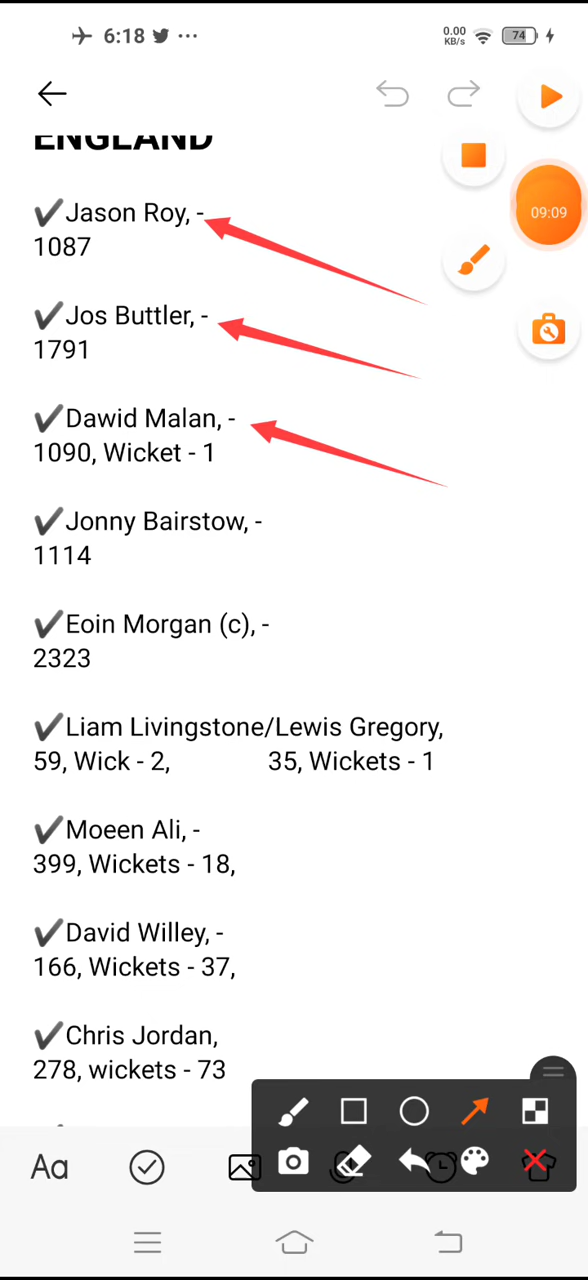 6:18 ...
0.00
KB/s
74
ENGLAND
09:09
✔Jason Roy, -
1087
✔Jos Buttler, -
1791
✔Dawid Malan, -
1090, Wicket - 1
✔Jonny Bairstow, -
1114
✔Eoin Morgan (c), -
2323
✔Liam Livingstone/Lewis Gregory,
59, Wick - 2, 35, Wickets - 1
✔Moeen Ali, -
399, Wickets - 18,
✔David Willey, -
166, Wickets - 37,
✔Chris Jordan,
278, wickets - 73
Aa